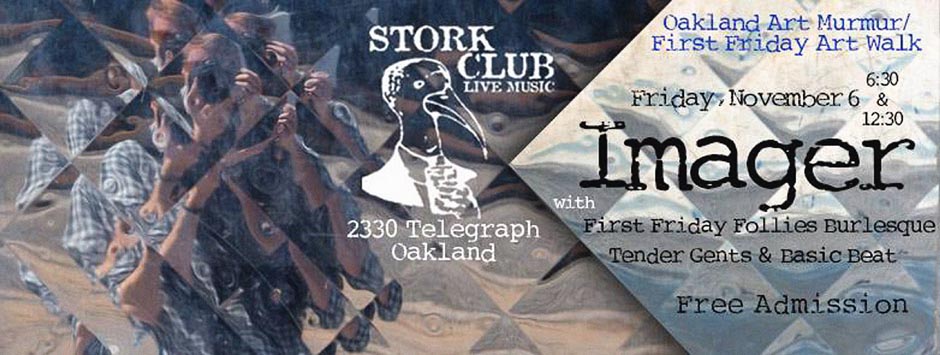 STORK
CLUB
LIVE MUSIC
2330 Telegraph
Oakland
Oakland Art Murmur/
First Friday Art Walk
Friday, November 6
6:30
&
12:30
Imager
with
First Friday Follies Burlesque
Tender Gents & Basic Beat
Free Admission